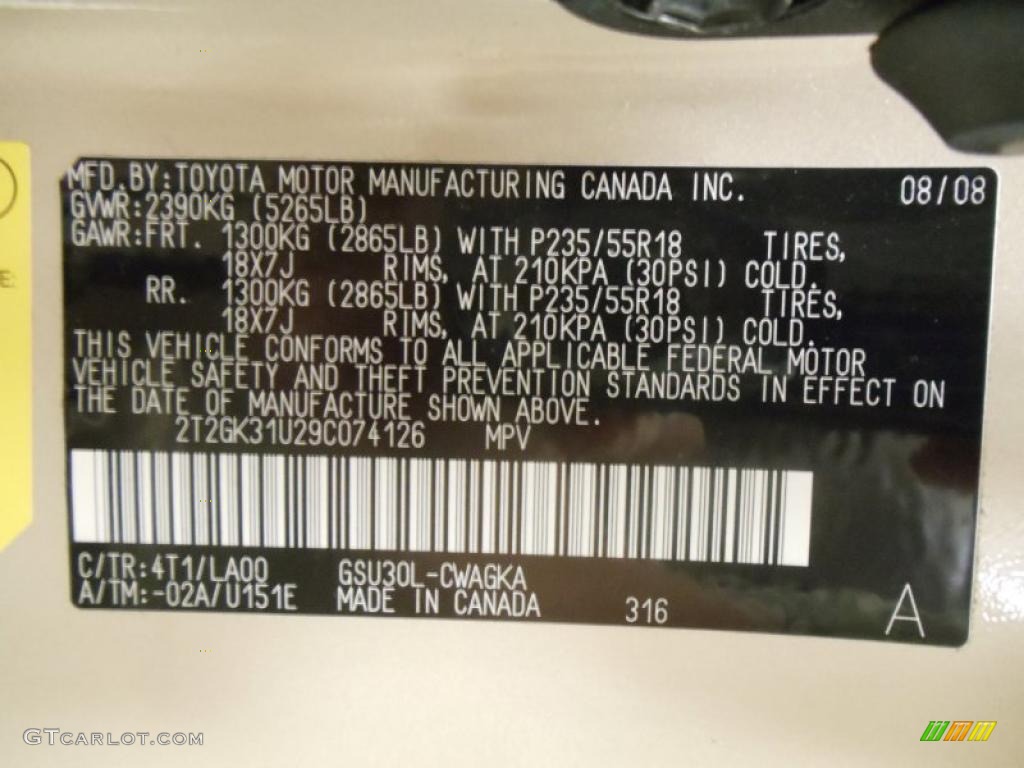 MFD.BY:TOYOTA MOTOR MANUFACTURING CANADA INC. 08/08
GVWR:2390KG (5265LB)
GAWR:FRT. 1300KG (2865LB) WITH P235/55R18 TIRES,
18X7J RIMS, AT 210KPA (30PSI) COLD.
RR. 1300KG (2865LB) WITH P235/55R18 TIRES,
18X7J RIMS, AT 210KPA (30PSI) COLD.
THIS VEHICLE CONFORMS TO ALL APPLICABLE FEDERAL MOTOR
VEHICLE SAFETY AND THEFT PREVENTION STANDARDS IN EFFECT ON
THE DATE OF MANUFACTURE SHOWN ABOVE.
2T2GK31U29C074126 MPV
C/TR:4T1/LA00 GSU30L-CWAGKA
A/TM:-02A/U151E MADE IN CANADA 316 A
GTCARLOT.COM